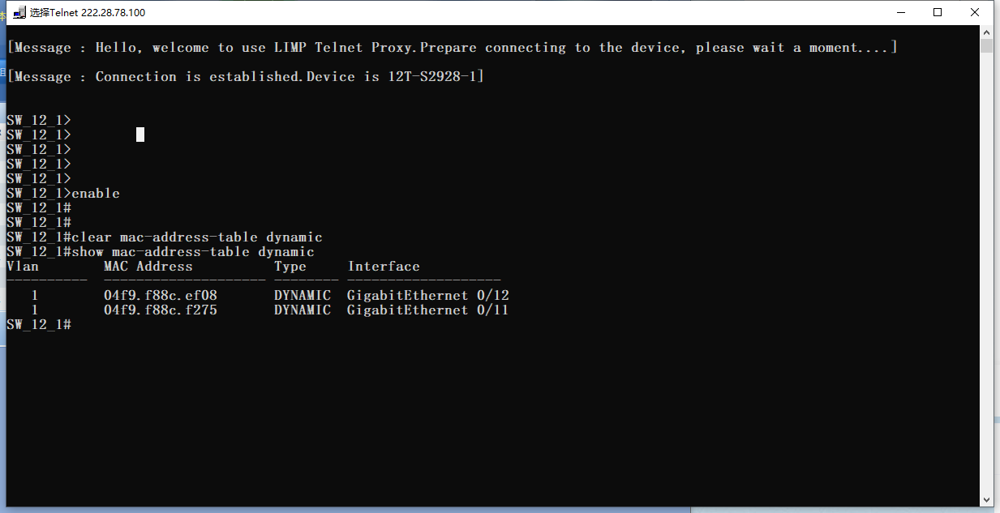 选择Telnet 222.28.78.100
[Message : Hello, welcome to use LIMP Telnet Proxy.Prepare connecting to the device, please wait a moment....]
[Message : Connection is established.Device is 12T-S2928-1]
SW_12_1>
SW_12_1>
SW_12_1>
SW_12_1>
SW_12_1>
SW_12_1>enable
SW_12_1#
SW_12_1#
SW_12_1#clear mac-address-table dynamic
SW_12_1#show mac-address-table dynamic
Vlan        MAC Address          Type     Interface
----------  -------------------- -------- -------------------
   1        04f9.f88c.ef08       DYNAMIC  GigabitEthernet 0/12
   1        04f9.f88c.f275       DYNAMIC  GigabitEthernet 0/11
SW_12_1#